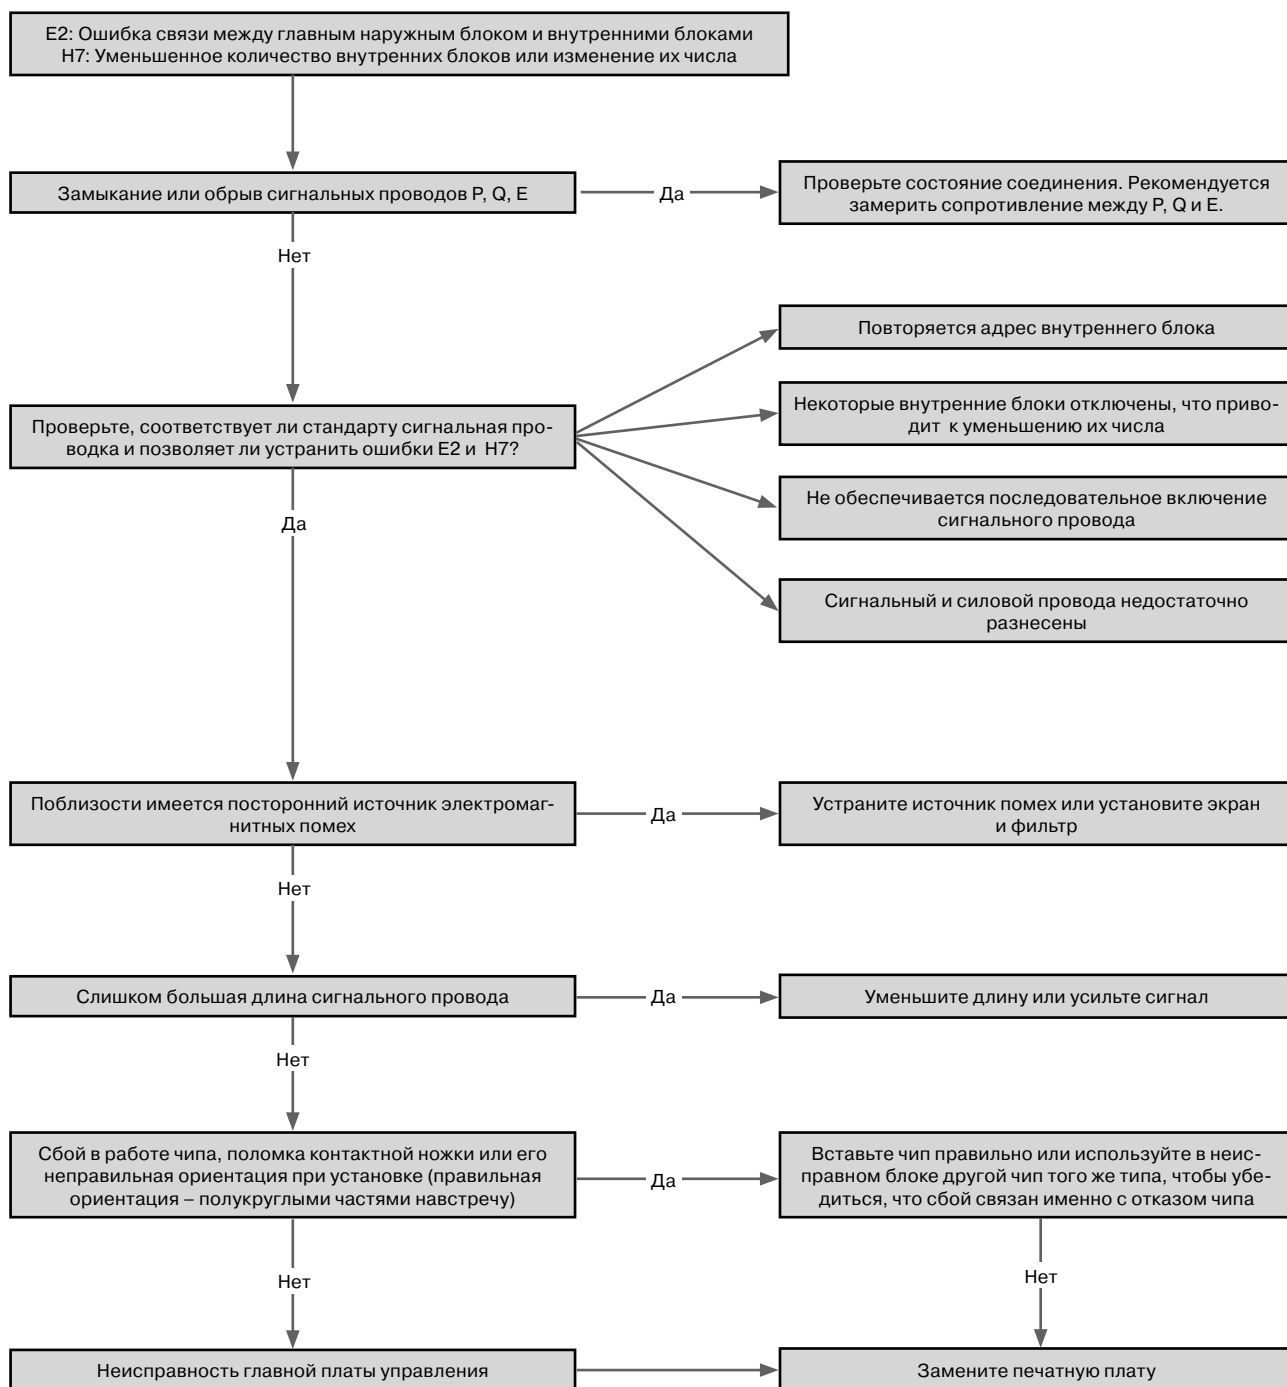 E2: Ошибка связи между главным наружным блоком и внутренними блоками
H7: Уменьшенное количество внутренних блоков или изменение их числа
Замыкание или обрыв сигнальных проводов P, Q, E
Да
Проверьте состояние соединения. Рекомендуется
замерить сопротивление между P, Q и E.
Нет
Повторяется адрес внутреннего блока
Некоторые внутренние блоки отключены, что приво-
дит к уменьшению их числа
Проверьте, соответствует ли стандарту сигнальная про-
водка и позволяет ли устранить ошибки E2 и H7?
Не обеспечивается последовательное включение
сигнального провода
Да
Сигнальный и силовой провода недостаточно
разнесены
Поблизости имеется посторонний источник электромаг-
нитных помех
Да
Устраните источник помех или установите экран
и фильтр
Нет
Слишком большая длина сигнального провода
Да
Уменьшите длину или усильте сигнал
Нет
Сбой в работе чипа, поломка контактной ножки или его
неправильная ориентация при установке (правильная
ориентация – полукруглыми частями навстречу)
Да
Вставьте чип правильно или используйте в неис-
правном блоке другой чип того же типа, чтобы убе-
диться, что сбой связан именно с отказом чипа
Нет
Нет
Неисправность главной платы управления
Замените печатную плату